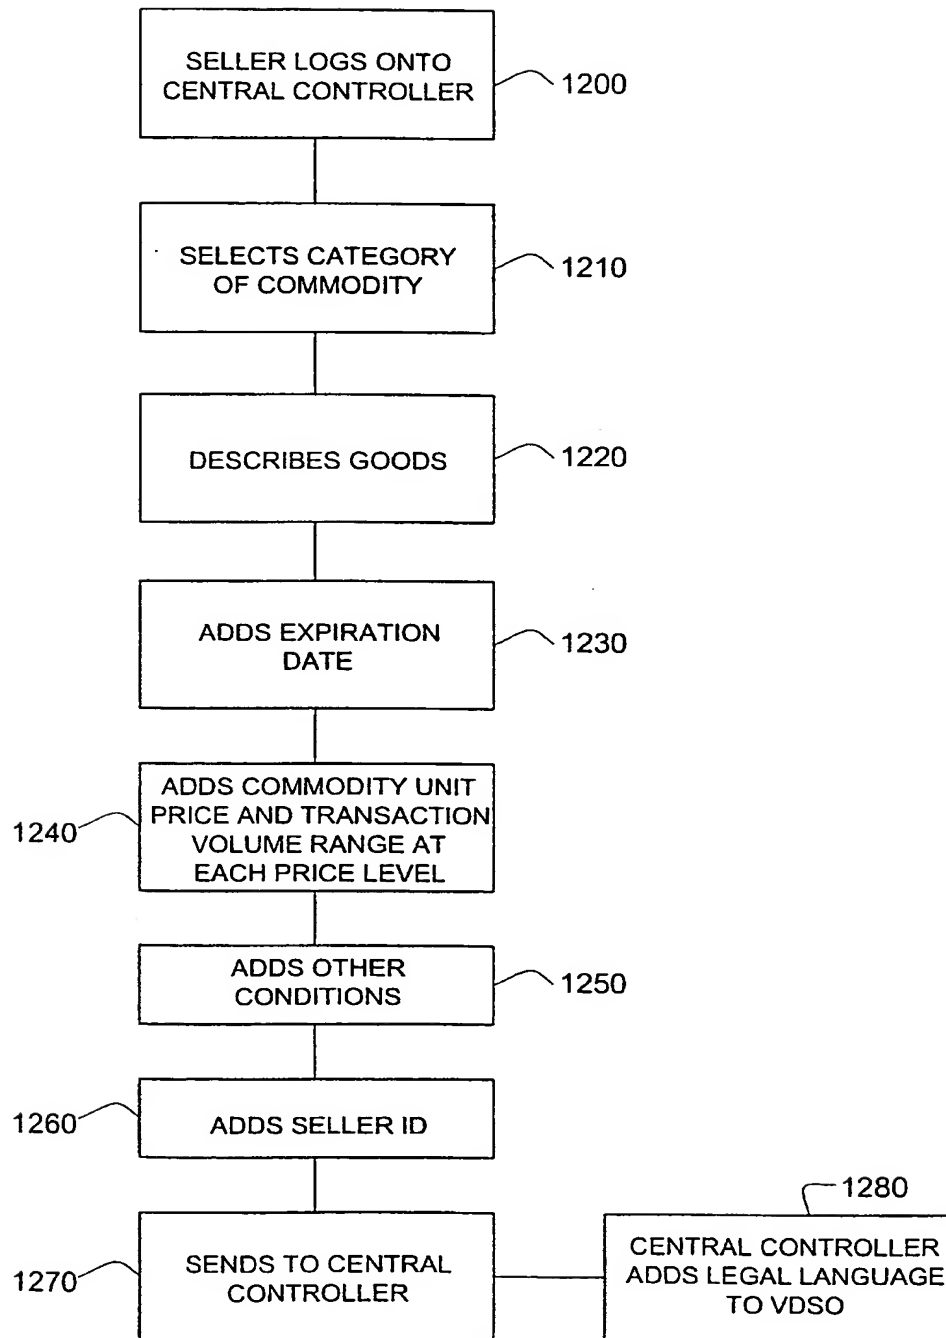 SELLER LOGS ONTO
CENTRAL CONTROLLER
1200
SELECTS CATEGORY
OF COMMODITY
1210
DESCRIBES GOODS
1220
ADDS EXPIRATION
DATE
1230
ADDS COMMODITY UNIT
PRICE AND TRANSACTION
VOLUME RANGE AT
EACH PRICE LEVEL
1240
ADDS OTHER
CONDITIONS
1250
ADDS SELLER ID
1260
SENDS TO CENTRAL
CONTROLLER
1270
1280
CENTRAL CONTROLLER
ADDS LEGAL LANGUAGE
TO VDSO